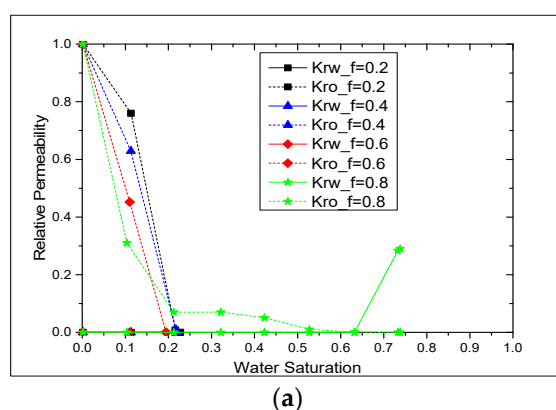 1.0
0.8
0.6
0.4
0.2
0.0
Relative Permeability
Krw_f=0.2
Kro_f=0.2
Krw_f=0.4
Kro_f=0.4
Krw_f=0.6
Kro_f=0.6
Krw_f=0.8
Kro_f=0.8
0.0 0.1 0.2 0.3 0.4 0.5 0.6 0.7 0.8 0.9 1.0
Water Saturation
(a)